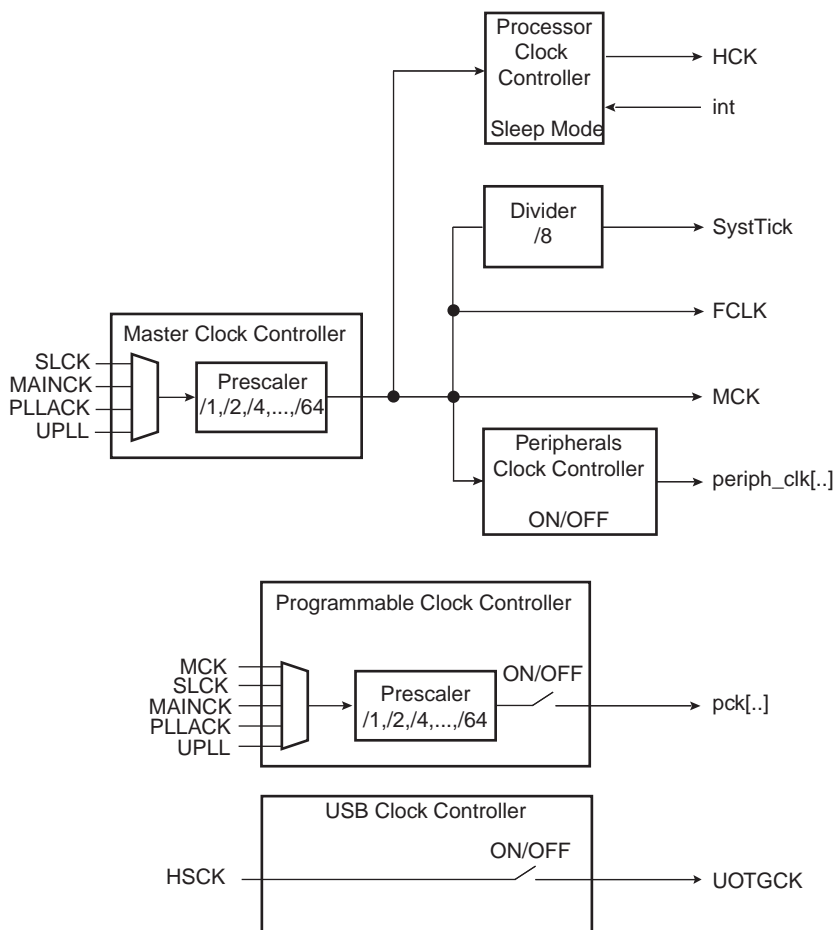 Processor
Clock
Controller
Sleep Mode
HCK
int
Divider
/8
SystTick
FCLK
Master Clock Controller
SLCK
MAINCK
PLLACK
UPLL
Prescaler
/1,/2,/4,...,/64
MCK
Peripherals
Clock Controller
ON/OFF
periph_clk[..]
Programmable Clock Controller
MCK
SLCK
MAINCK
PLLACK
UPLL
Prescaler
/1,/2,/4,...,/64
ON/OFF
pck[..]
USB Clock Controller
ON/OFF
HSCK
UOTGCK